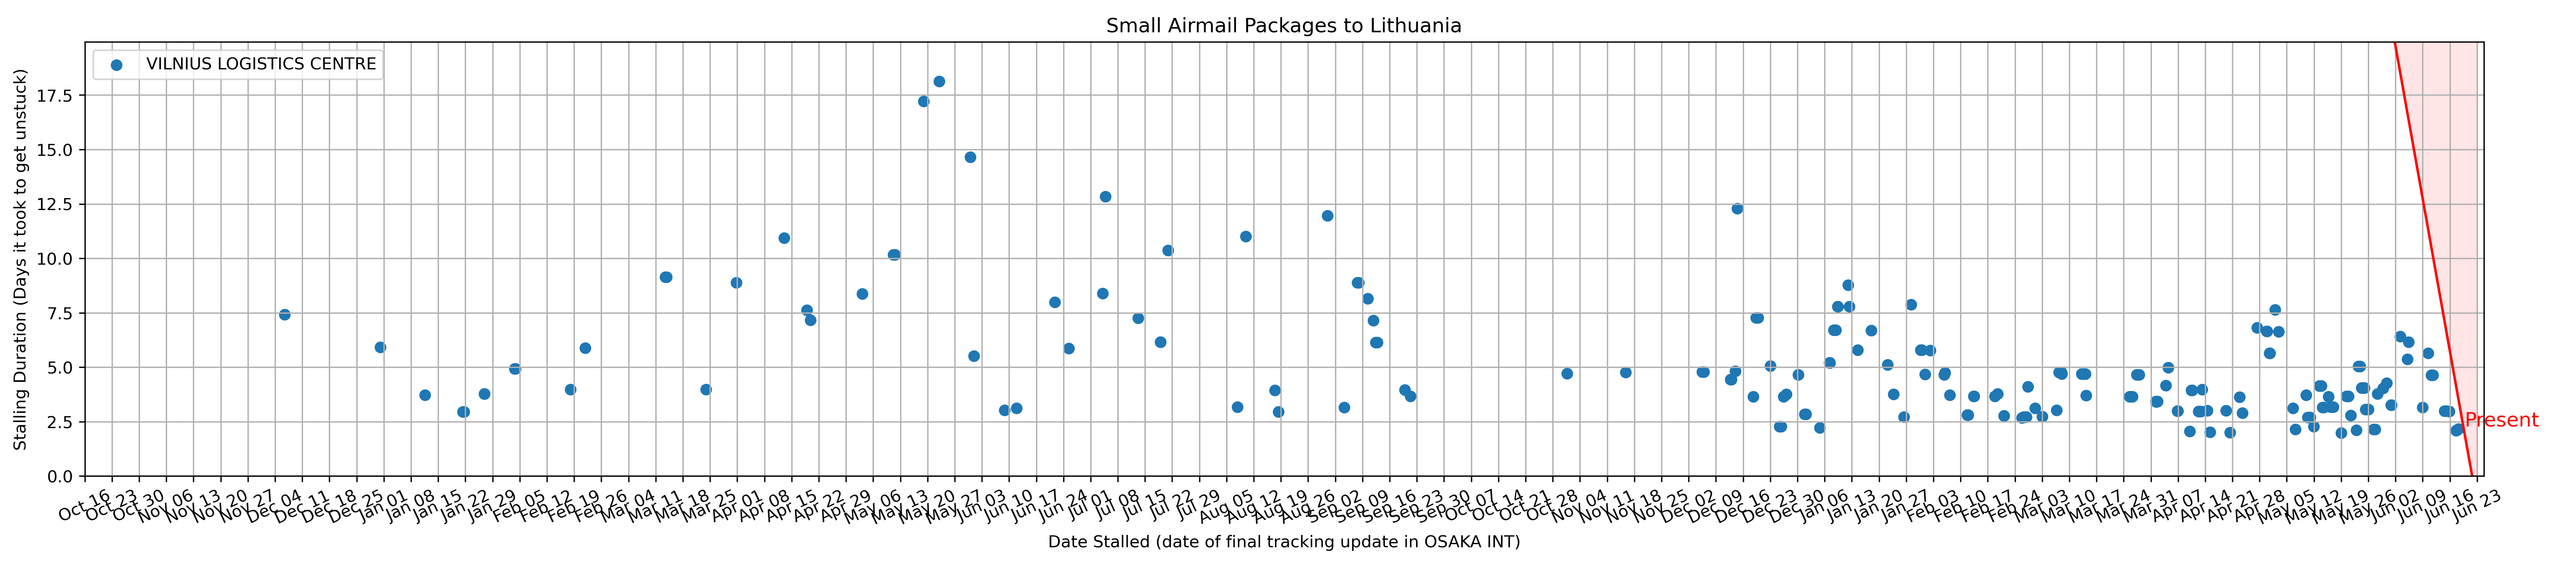 Small Airmail Packages to Lithuania
VILNIUS LOGISTICS CENTRE
Stalling Duration (Days it took to get unstuck)
17.5
15.0
12.5
10.0
7.5
5.0
2.5
0.0
Present
Oct 16
Oct 23
Oct 30
Nov 06
Nov 13
Nov 20
Nov 27
Dec 04
Dec 11
Dec 18
Dec 25
Jan 01
Jan 08
Jan 15
Jan 22
Jan 29
Feb 05
Feb 12
Feb 19
Feb 26
Mar 04
Mar 11
Mar 18
Mar 25
Apr 01
Apr 08
Apr 15
Apr 22
Apr 29
May 06
May 13
May 20
May 27
Jun 03
Jun 10
Jun 17
Jun 24
Jul 01
Jul 08
Jul 15
Jul 22
Jul 29
Aug 05
Aug 12
Aug 19
Aug 26
Sep 02
Sep 09
Sep 16
Sep 23
Sep 30
Oct 07
Oct 14
Oct 21
Oct 28
Nov 04
Nov 11
Nov 18
Nov 25
Dec 02
Dec 09
Dec 16
Dec 23
Dec 30
Jan 06
Jan 13
Jan 20
Jan 27
Feb 03
Feb 10
Feb 17
Feb 24
Mar 03
Mar 10
Mar 17
Mar 24
Mar 31
Apr 07
Apr 14
Apr 21
Apr 28
May 05
May 12
May 19
May 26
Jun 02
Jun 09
Jun 16
Jun 23
Date Stalled (date of final tracking update in OSAKA INT)